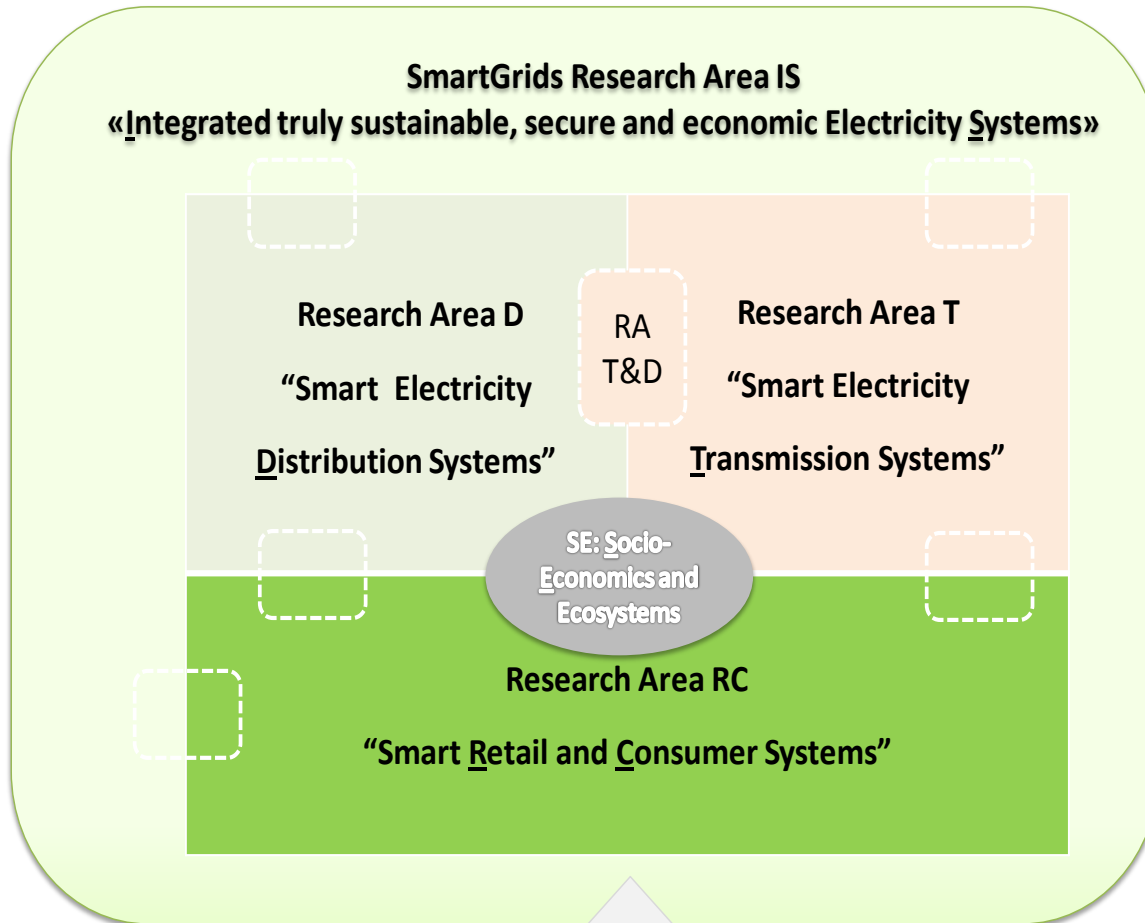 SmartGrids Research Area IS
«Integrated truly sustainable, secure and economic Electricity Systems»
Research Area D
“Smart Electricity
Distribution Systems”
RA
T&D
Research Area T
“Smart Electricity
Transmission Systems”
SE: Socio-
Economics and
Ecosystems
Research Area RC
“Smart Retail and Consumer Systems”